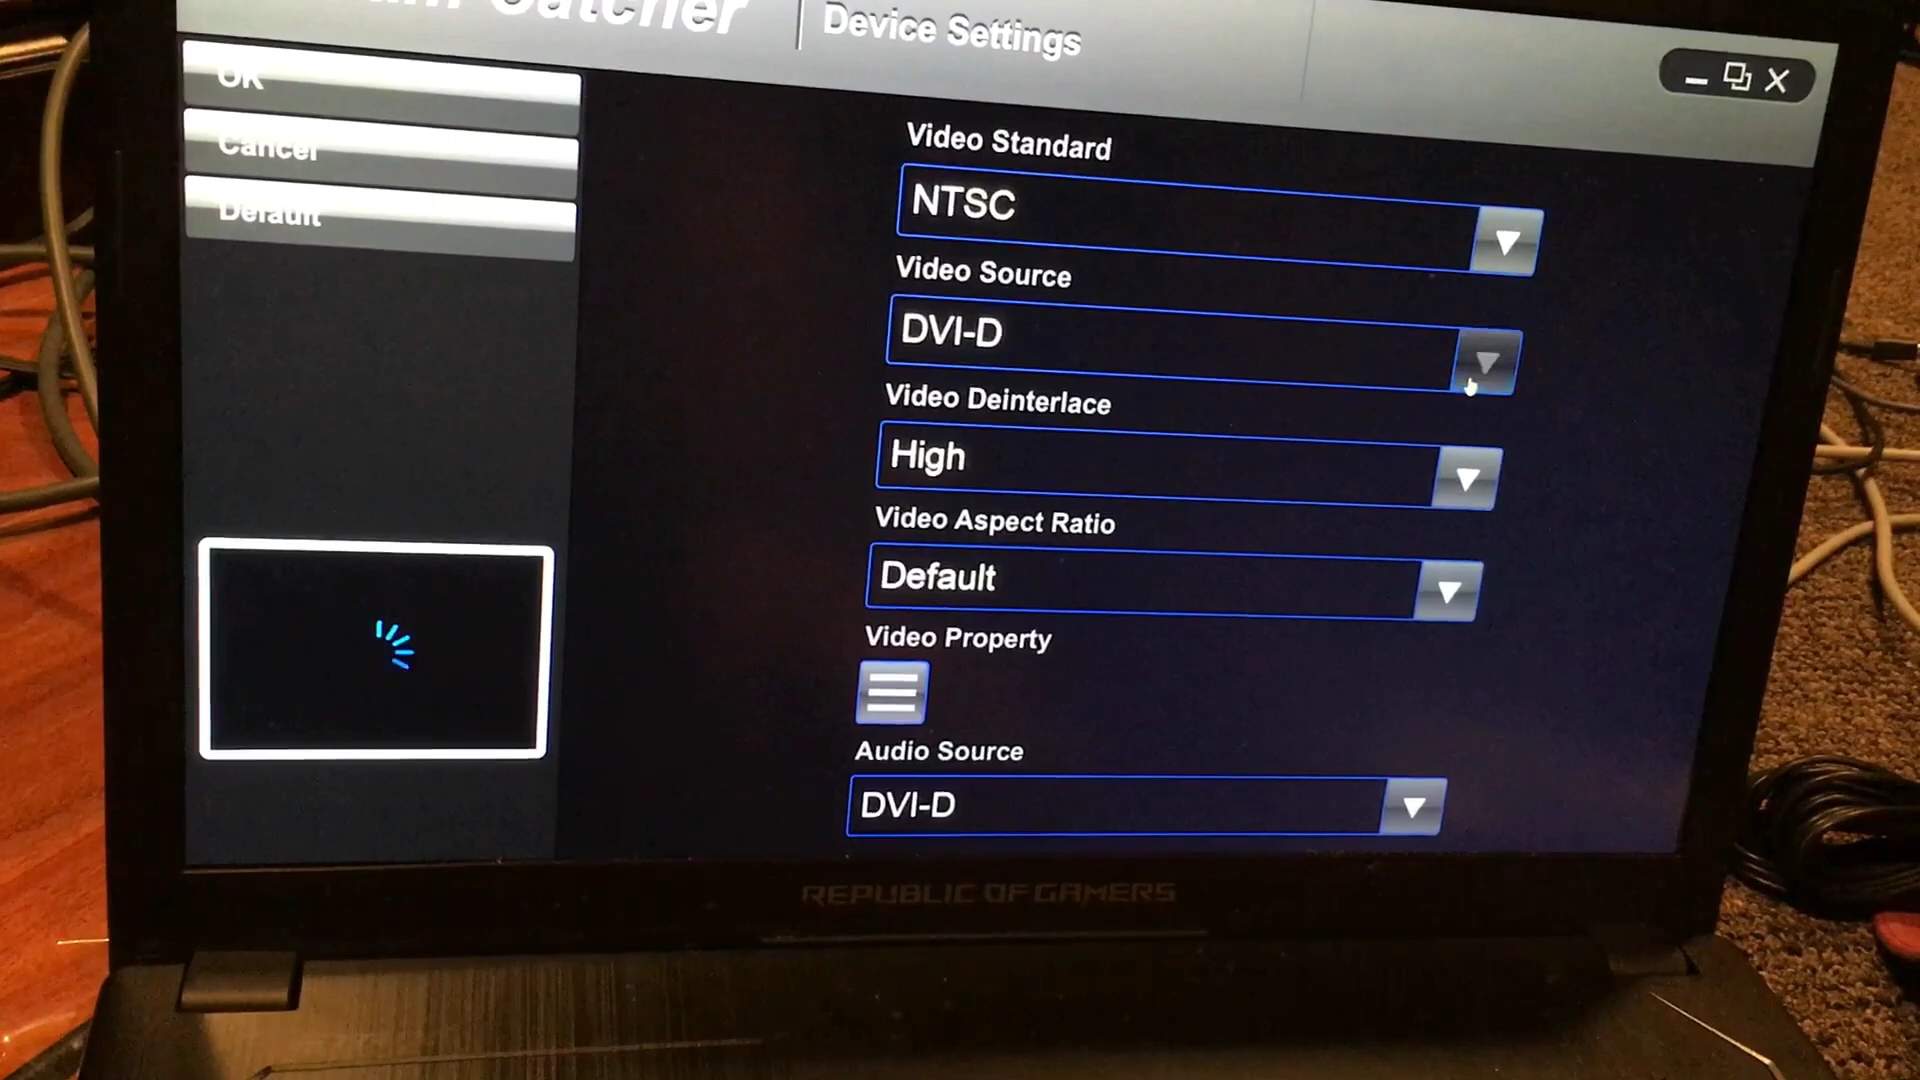 Catcher
Device Settings
OK
Cancel
Default
Video Standard
NTSC
Video Source
DVI-D
Video Deinterlace
High
Video Aspect Ratio
Default
Video Property
Audio Source
DVI-D
REPUBLIC OF GAMERS